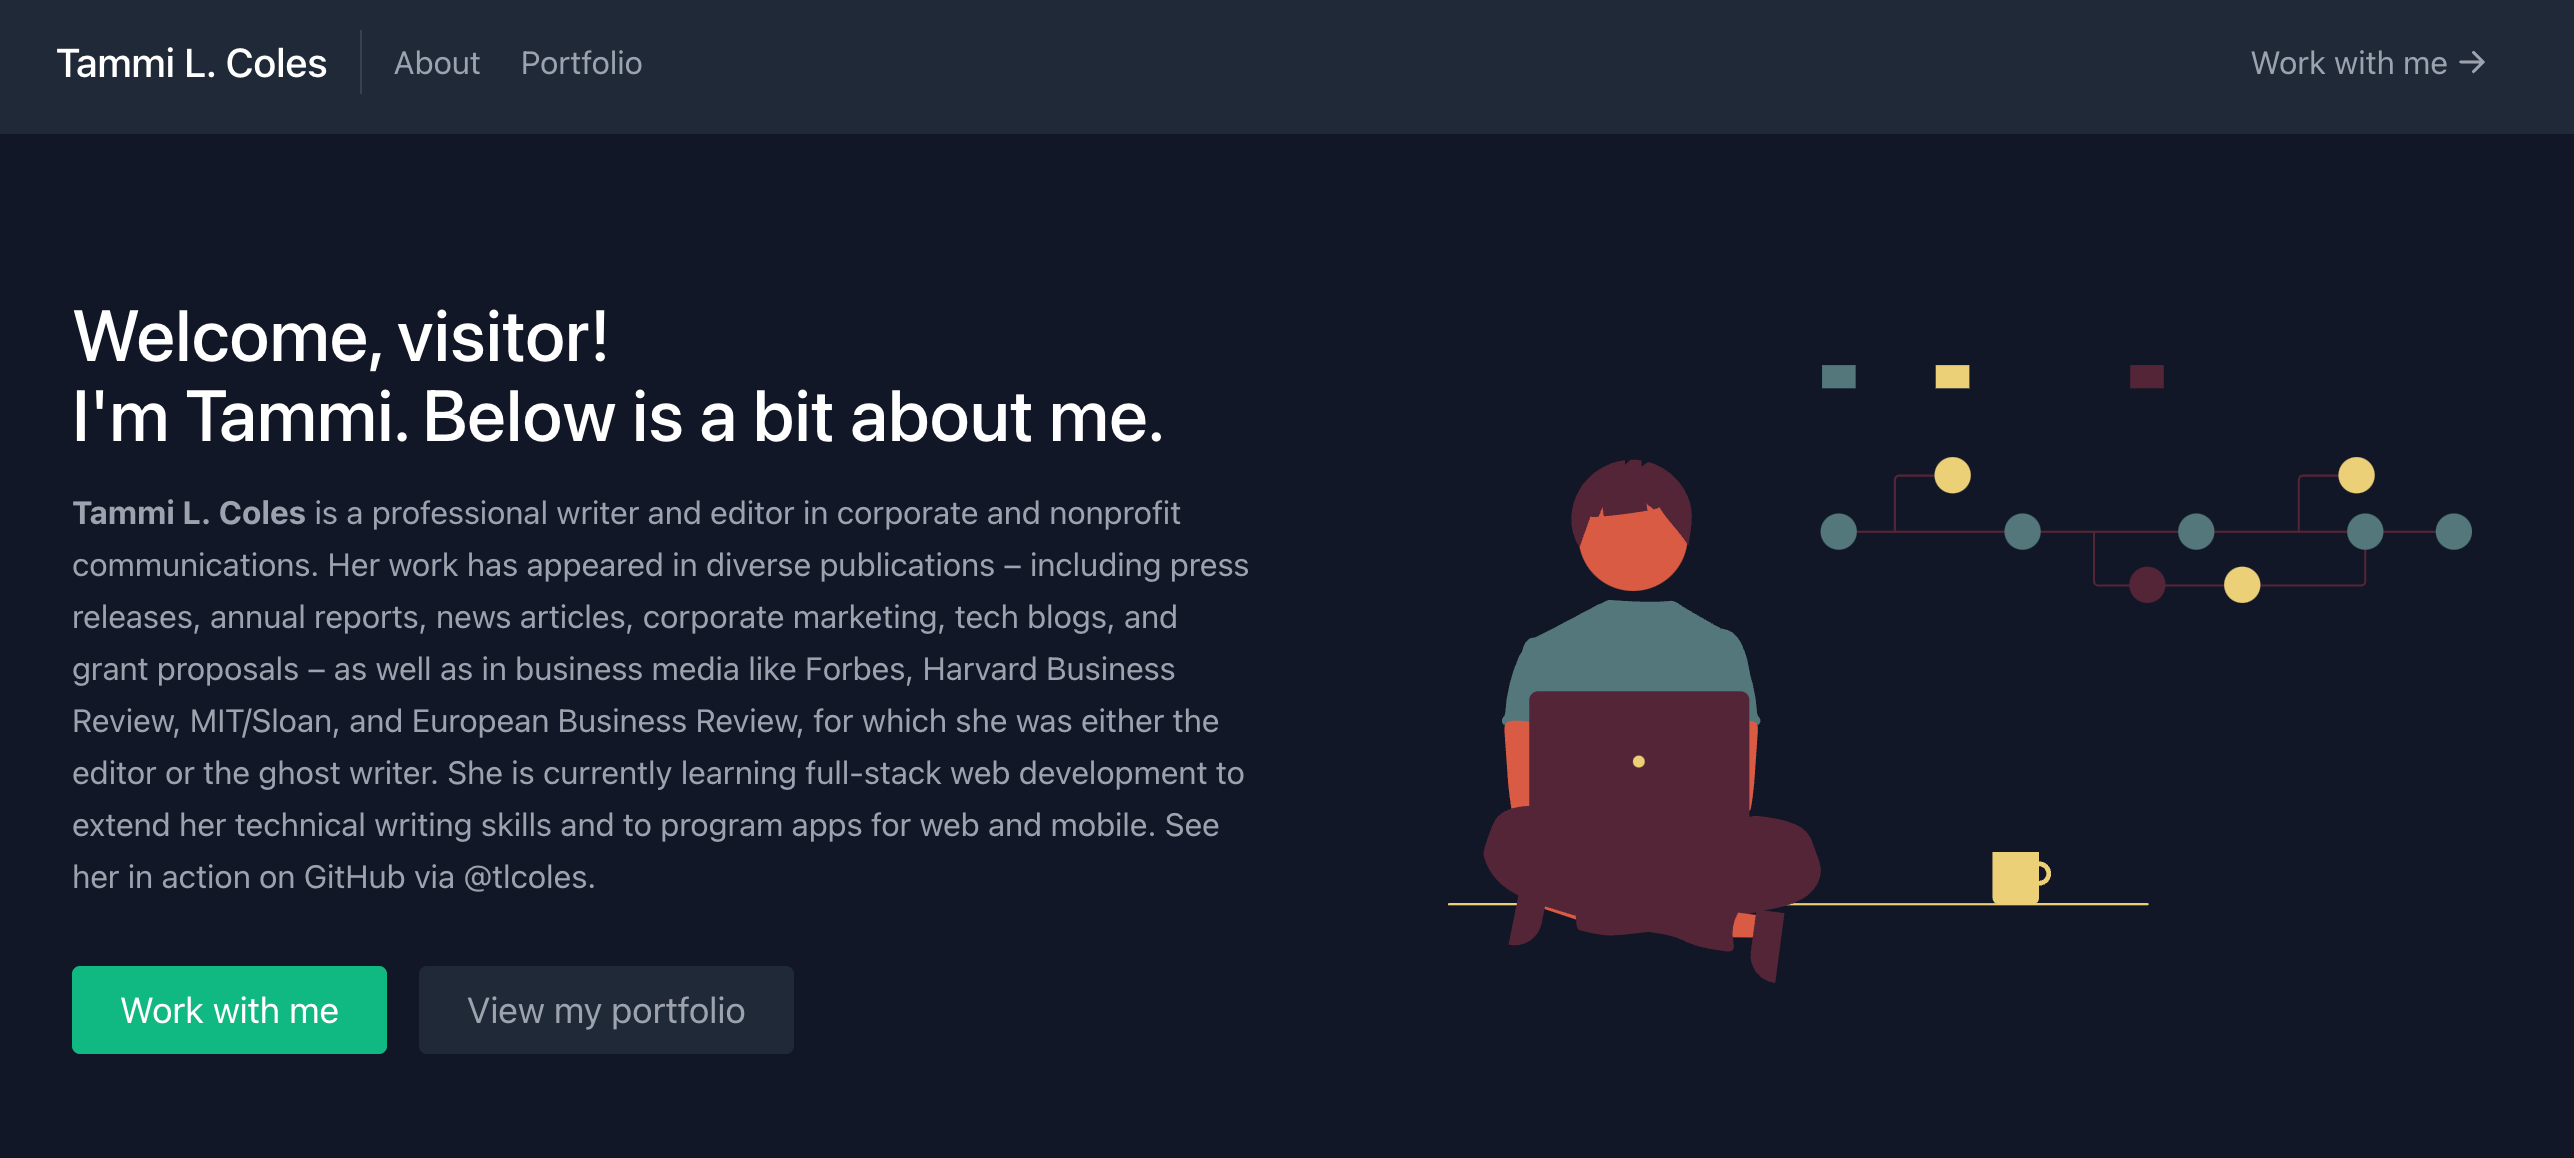 Tammi L. Coles
About
Portfolio
Work with me →
Welcome, visitor!
I'm Tammi. Below is a bit about me.
Tammi L. Coles is a professional writer and editor in corporate and nonprofit
communications. Her work has appeared in diverse publications – including press
releases, annual reports, news articles, corporate marketing, tech blogs, and
grant proposals – as well as in business media like Forbes, Harvard Business
Review, MIT/Sloan, and European Business Review, for which she was either the
editor or the ghost writer. She is currently learning full-stack web development to
extend her technical writing skills and to program apps for web and mobile. See
her in action on GitHub via @tlcoles.
Work with me
View my portfolio